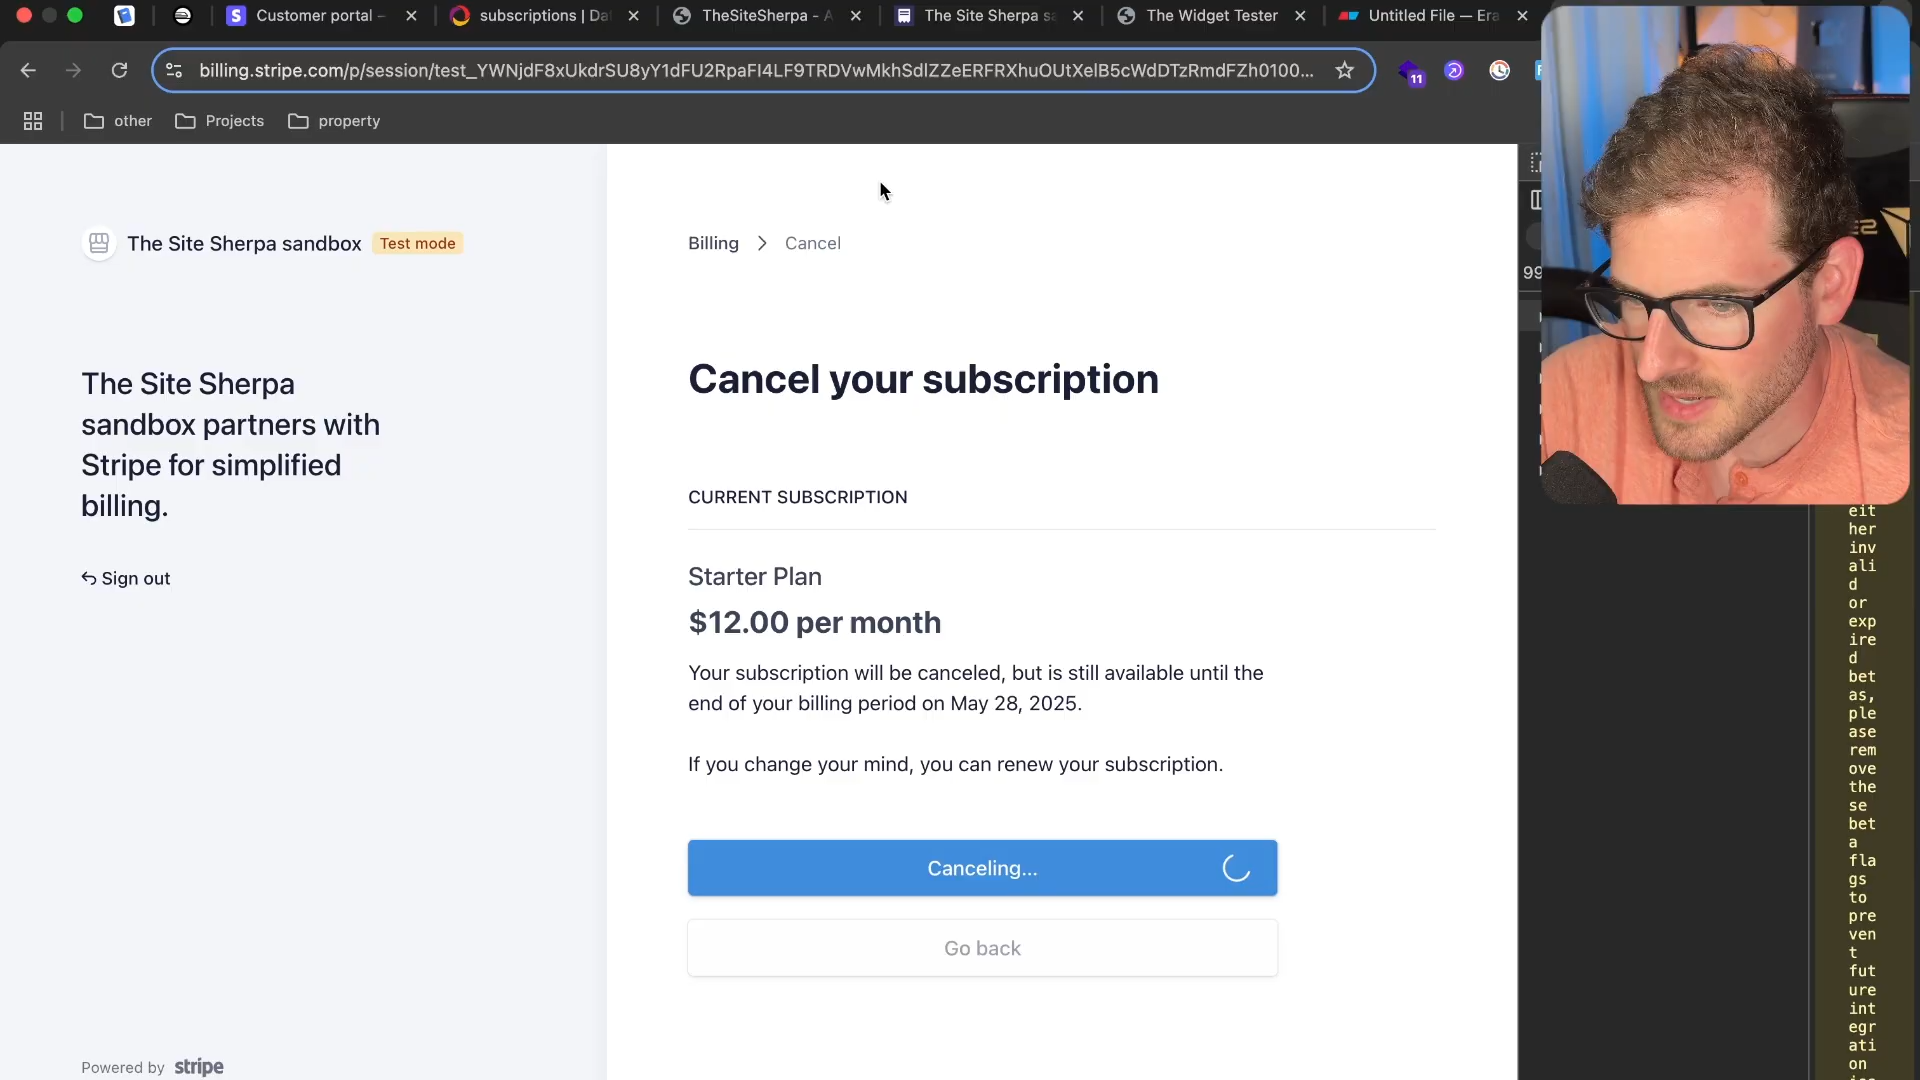 Customer portal -
subscriptions | Da
TheSiteSherpa - A
The Site Sherpa sa
The Widget Tester
Untitled File — Era
billing.stripe.com/p/session/test_YWNjdF8xUkdrSU8yY1dFU2RpaFI4LF9TRDVwMkhSdlZZeERFRXhuOUtXelB5cWdDTzRmdFZh0100...
11
other
Projects
property
The Site Sherpa sandbox
Test mode
The Site Sherpa
sandbox partners with
Stripe for simplified
billing.
Sign out
Powered by stripe
Billing
Cancel
Cancel your subscription
CURRENT SUBSCRIPTION
Starter Plan
$12.00 per month
Your subscription will be canceled, but is still available until the
end of your billing period on May 28, 2025.
If you change your mind, you can renew your subscription.
Canceling...
Go back
99
eit
her
inv
ali
d
or
exp
ire
d
bet
as,
ple
ase
rem
ove
the
se
bet
a
fla
gs
to
pre
ven
t
fut
ure
int
egr
ati
on